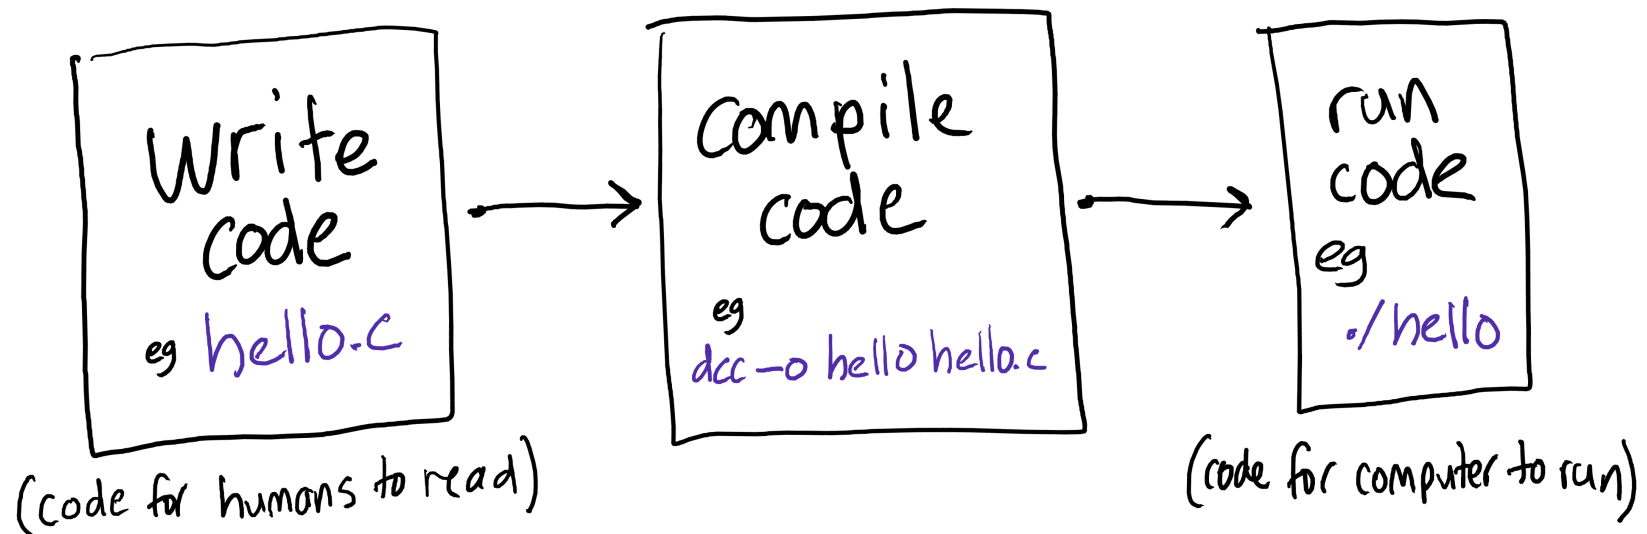 Write
code
eg hello.c
(code for humans to read)
compile
code
eg
dcc -o hello hello.c
run
code
eg
./hello
(code for computer to run)